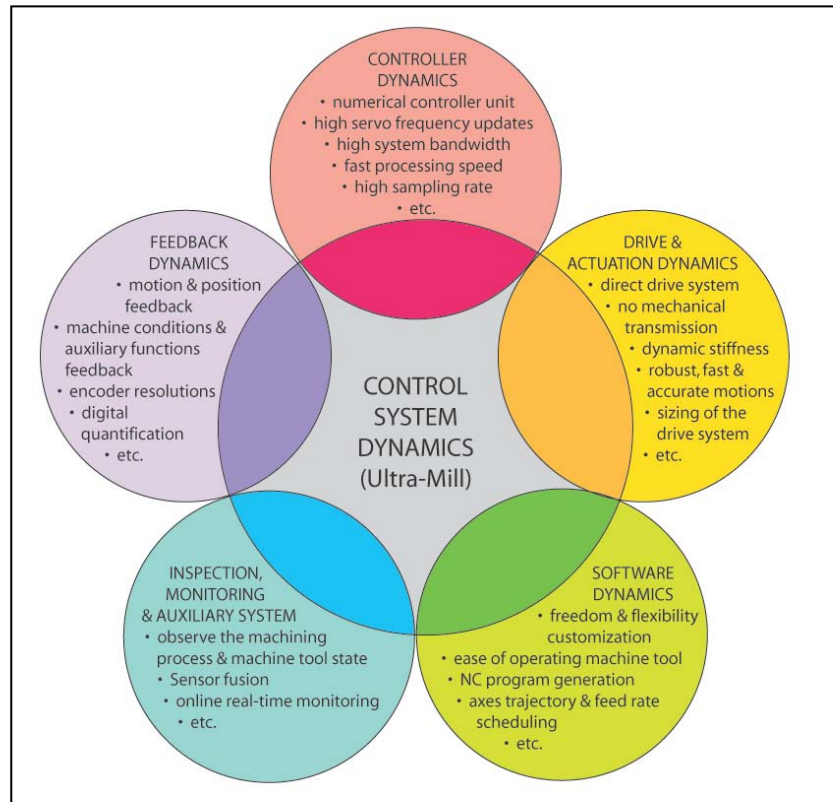 CONTROLLER
DYNAMICS
• numerical controller unit
• high servo frequency updates
• high system bandwidth
• fast processing speed
• high sampling rate
• etc.
FEEDBACK
DYNAMICS
• motion & position
feedback
• machine conditions &
auxiliary functions
feedback
• encoder resolutions
• digital
quantification
• etc.
DRIVE &
ACTUATION DYNAMICS
• direct drive system
• no mechanical
transmission
• dynamic stiffness
• robust, fast &
accurate motions
• sizing of the
drive system
• etc.
CONTROL
SYSTEM
DYNAMICS
(Ultra-Mill)
INSPECTION,
MONITORING
& AUXILIARY SYSTEM
• observe the machining
process & machine tool state
• Sensor fusion
• online real-time monitoring
• etc.
SOFTWARE
DYNAMICS
• freedom & flexibility
customization
• ease of operating machine tool
• NC program generation
• axes trajectory & feed rate
scheduling
• etc.